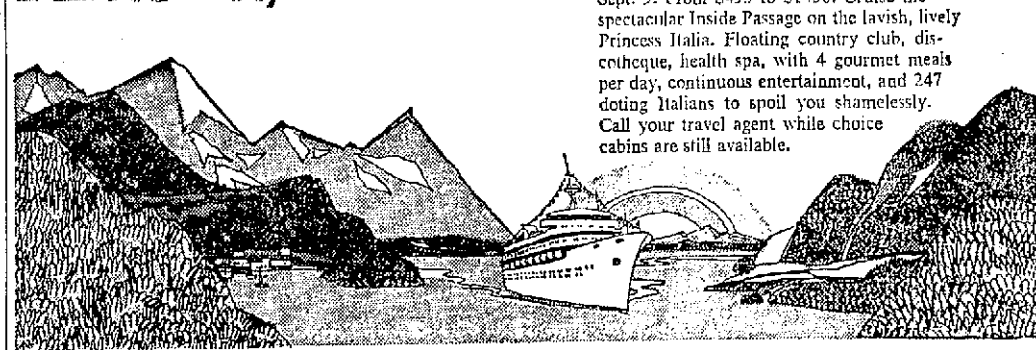 spectacular Inside Passage on the lavish, lively
Princess Italia. Floating country club, dis-
cotheque, health spa, with 4 gourmet meals
per day, continuous entertainment, and 247
doting Italians to spoil you shamelessly.
Call your travel agent while choice
cabins are still available.